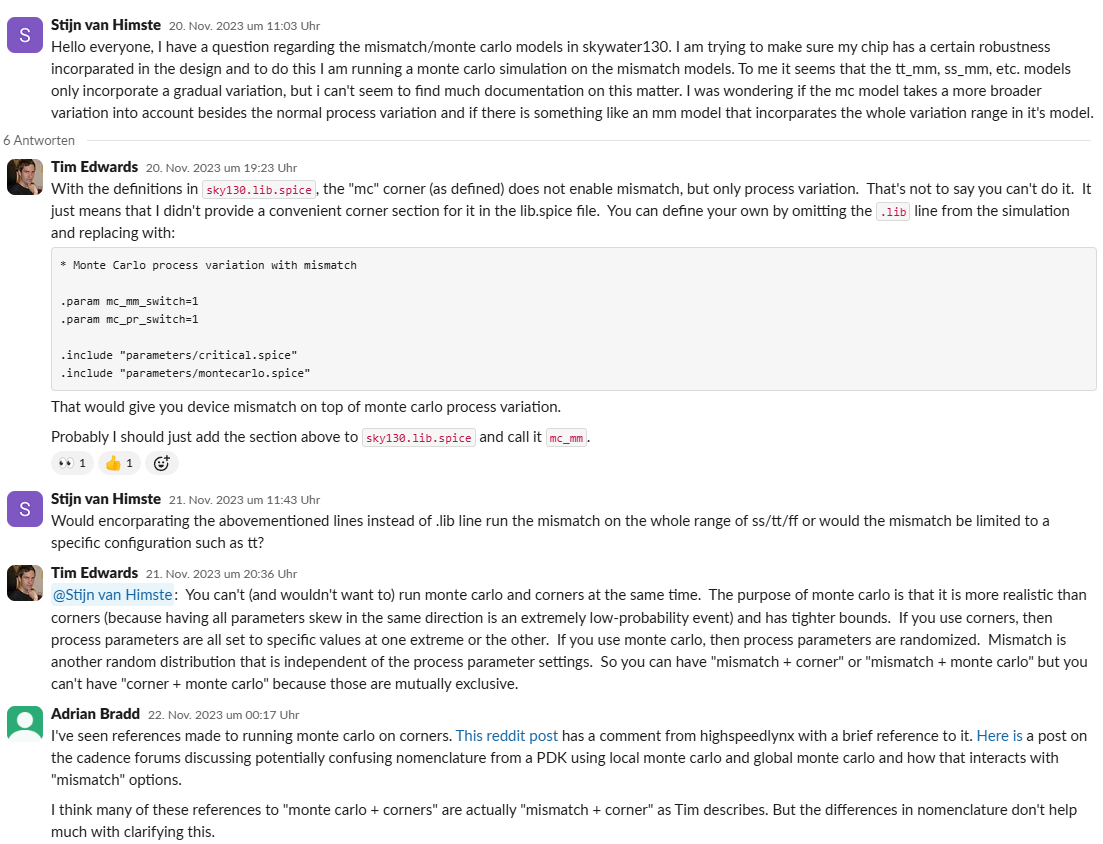 S
Stijn van Himste 20. Nov. 2023 um 11:03 Uhr
Hello everyone, I have a question regarding the mismatch/monte carlo models in skywater130. I am trying to make sure my chip has a certain robustness
incorparated in the design and to do this I am running a monte carlo simulation on the mismatch models. To me it seems that the tt_mm, ss_mm, etc. models
only incorporate a gradual variation, but i can't seem to find much documentation on this matter. I was wondering if the mc model takes a more broader
variation into account besides the normal process variation and if there is something like an mm model that incorparates the whole variation range in it's model.
6 Antworten
Tim Edwards 20. Nov. 2023 um 19:23 Uhr
With the definitions in sky130.lib.spice, the "mc" corner (as defined) does not enable mismatch, but only process variation. That's not to say you can't do it. It
just means that I didn't provide a convenient corner section for it in the lib.spice file. You can define your own by omitting the .lib line from the simulation
and replacing with:
* Monte Carlo process variation with mismatch
.param mc_mm_switch=1
.param mc_pr_switch=1
.include "parameters/critical.spice"
.include "parameters/montecarlo.spice"
That would give you device mismatch on top of monte carlo process variation.
Probably I should just add the section above to sky130.lib.spice and call it mc_mm.
1 1
S
Stijn van Himste 21. Nov. 2023 um 11:43 Uhr
Would encorparating the abovementioned lines instead of .lib line run the mismatch on the whole range of ss/tt/ff or would the mismatch be limited to a
specific configuration such as tt?
Tim Edwards 21. Nov. 2023 um 20:36 Uhr
@Stijn van Himste: You can't (and wouldn't want to) run monte carlo and corners at the same time. The purpose of monte carlo is that it is more realistic than
corners (because having all parameters skew in the same direction is an extremely low-probability event) and has tighter bounds. If you use corners, then
process parameters are all set to specific values at one extreme or the other. If you use monte carlo, then process parameters are randomized. Mismatch is
another random distribution that is independent of the process parameter settings. So you can have "mismatch + corner" or "mismatch + monte carlo" but you
can't have "corner + monte carlo" because those are mutually exclusive.
Adrian Bradd 22. Nov. 2023 um 00:17 Uhr
I've seen references made to running monte carlo on corners. This reddit post has a comment from highspeedlynx with a brief reference to it. Here is a post on
the cadence forums discussing potentially confusing nomenclature from a PDK using local monte carlo and global monte carlo and how that interacts with
"mismatch" options.
I think many of these references to "monte carlo + corners" are actually "mismatch + corner" as Tim describes. But the differences in nomenclature don't help
much with clarifying this.